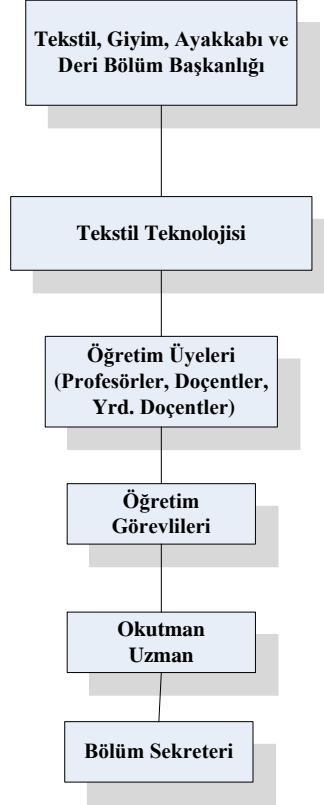 Tekstil, Giyim, Ayakkabı ve
Deri Bölüm Başkanlığı
Tekstil Teknolojisi
Öğretim Üyeleri
(Profesörler, Doçentler,
Yrd. Doçentler)
Öğretim
Görevlileri
Okutman
Uzman
Bölüm Sekreteri